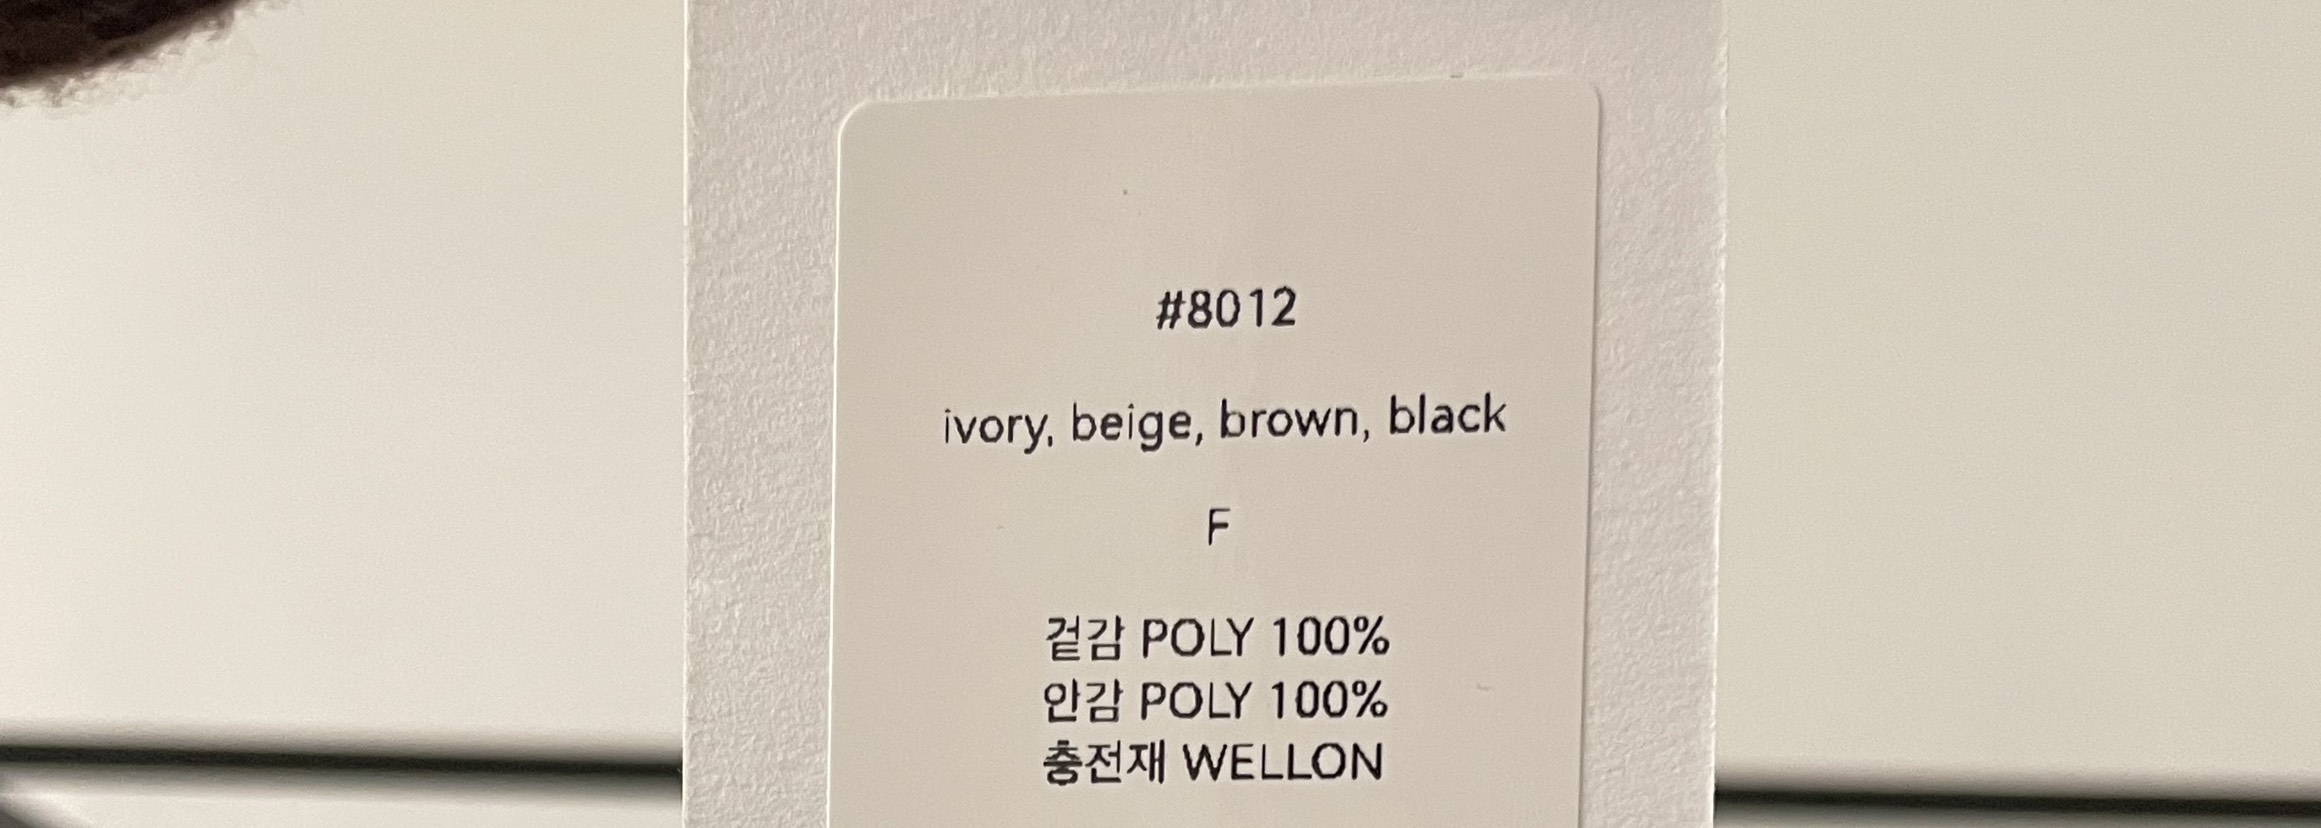 #8012
ivory, beige, brown, black
F
겉감 POLY 100%
안감 POLY 100%
충전재 WELLON